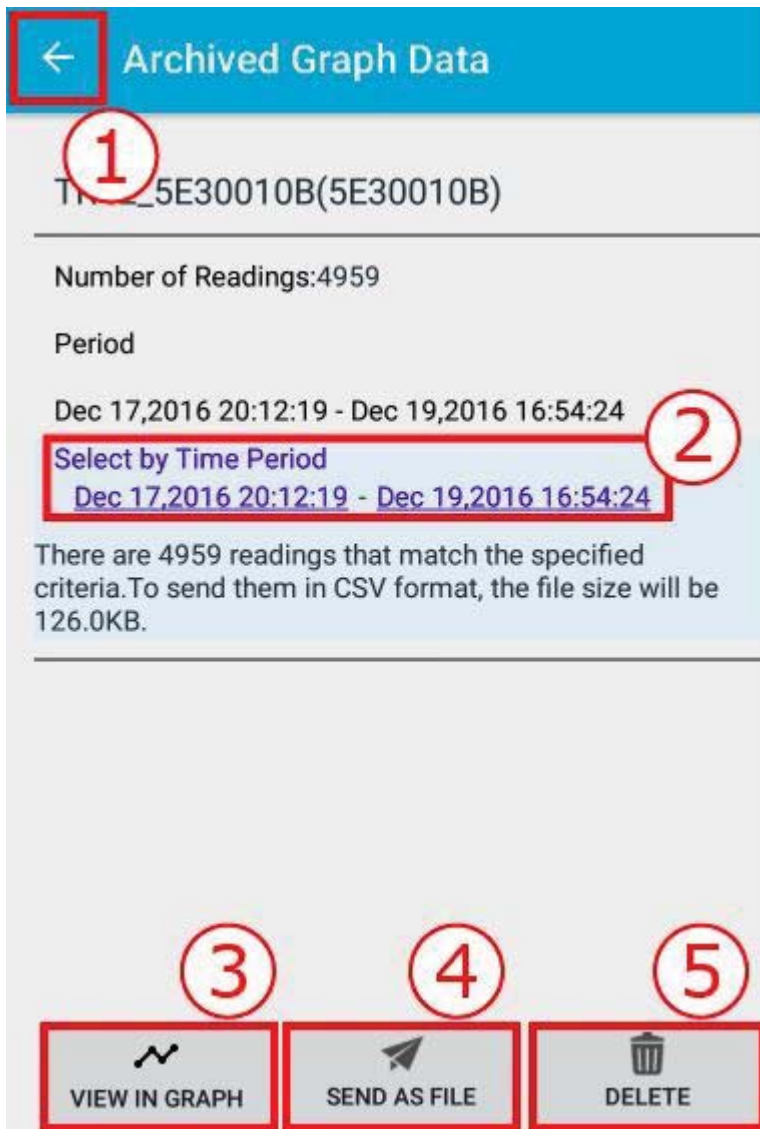 Archived Graph Data
1
5E30010B(5E30010B)
Number of Readings:4959
Period
Dec 17,2016 20:12:19 - Dec 19,2016 16:54:24
2
Select by Time Period
Dec 17,2016 20:12:19 - Dec 19,2016 16:54:24
There are 4959 readings that match the specified
criteria.To send them in CSV format, the file size will be
126.0KB.
3
4
5
VIEW IN GRAPH
SEND AS FILE
DELETE